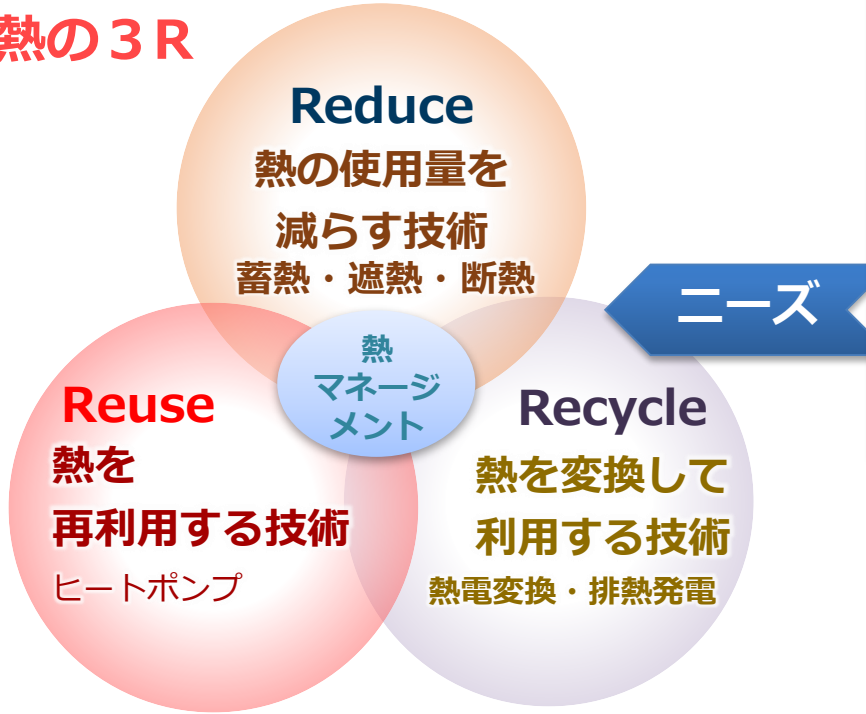 熱の３Ｒ
Reduce
熱の使用量を
減らす技術
蓄熱・遮熱・断熱
ニーズ
熱
マネージ
メント
Reuse
熱を
再利用する技術
ヒートポンプ
Recycle
熱を変換して
利用する技術
熱電変換・排熱発電